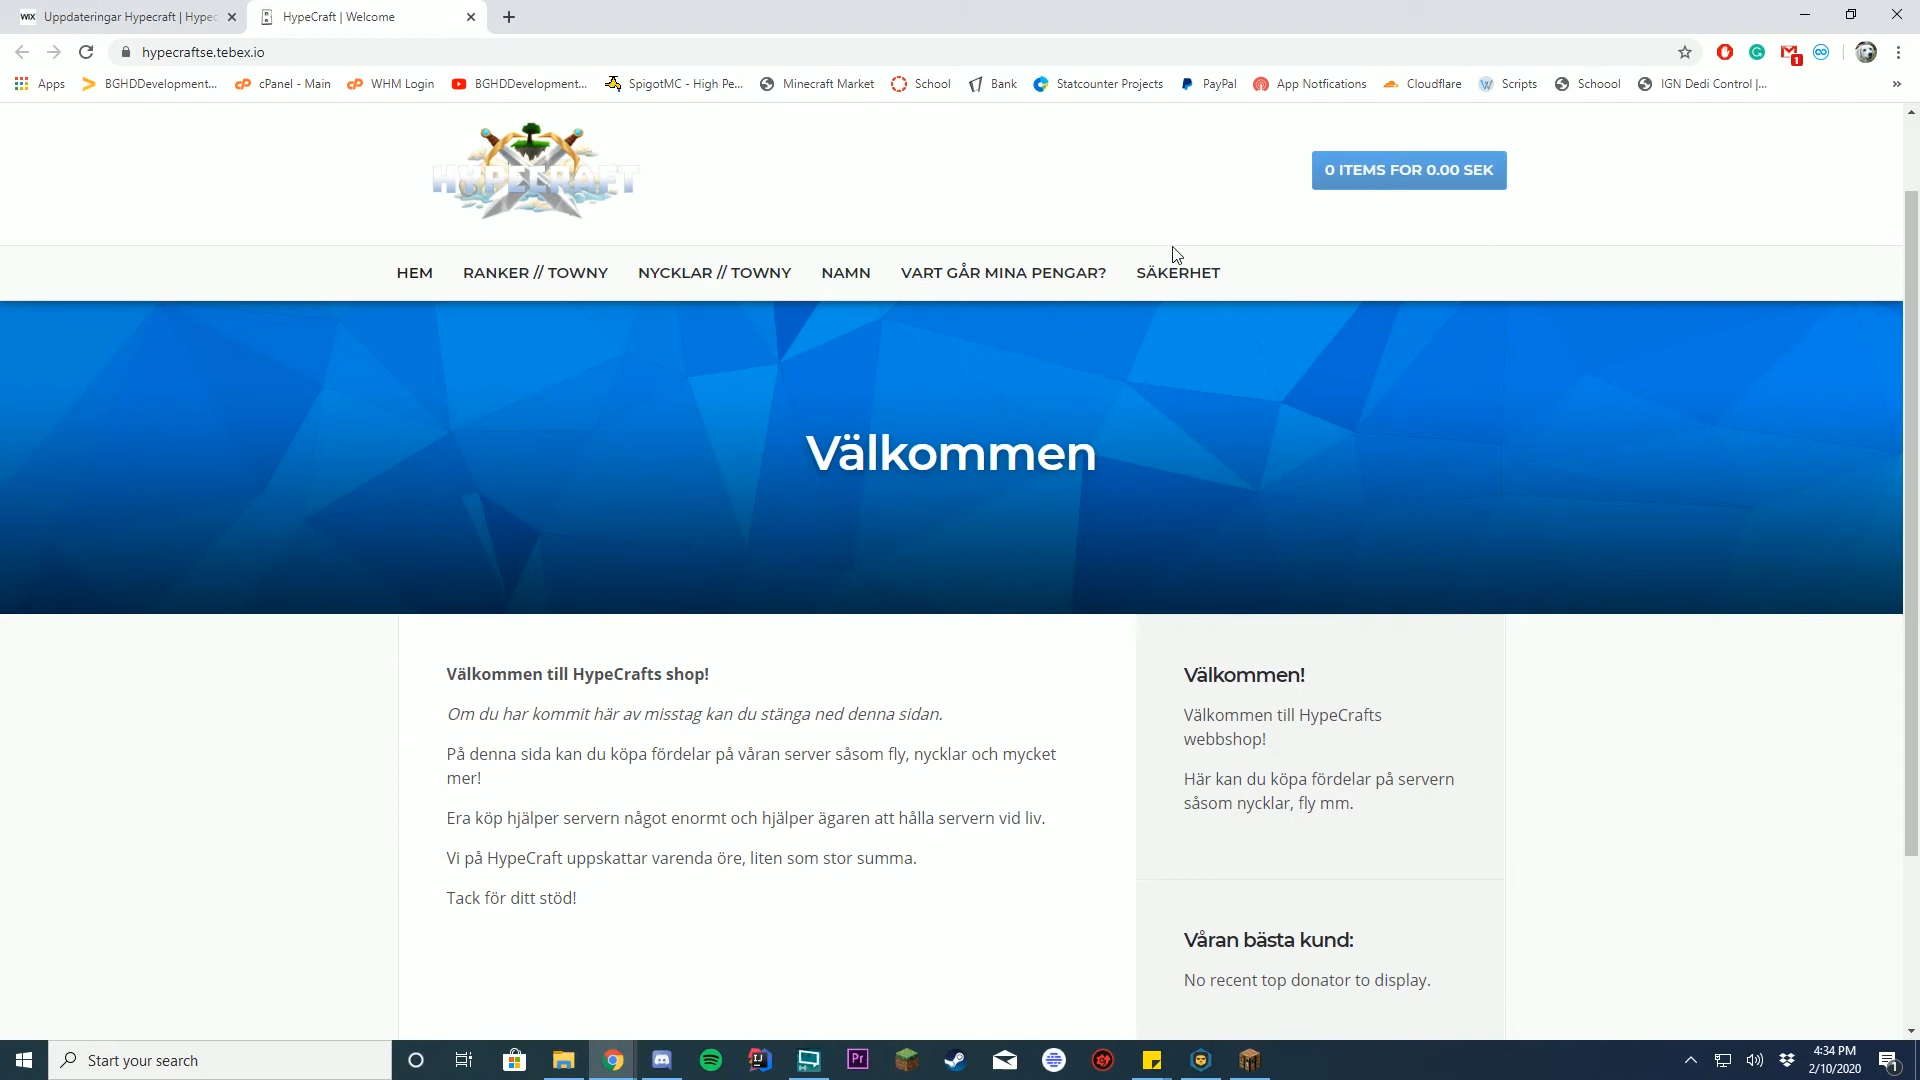 WIX Uppdateringar Hypecraft | Hypec
HypeCraft | Welcome
hypecraftse.tebex.io
1
Apps
BGHDDevelopment...
cPanel - Main
WHM Login
BGHDDevelopment...
SpigotMC - High Pe...
Minecraft Market
School
Bank
Statcounter Projects
PayPal
App Notfications
Cloudflare
Scripts
Schoool
IGN Dedi Control |...
»
HYPECRAFT
0 ITEMS FOR 0.00 SEK
HEM
RANKER // TOWNY
NYCKLAR // TOWNY
NAMN
VART GÅR MINA PENGAR?
SÄKERHET
Välkommen
Välkommen till HypeCrafts shop!
Om du har kommit här av misstag kan du stänga ned denna sidan.
På denna sida kan du köpa fördelar på våran server såsom fly, nycklar och mycket
mer!
Era köp hjälper servern något enormt och hjälper ägaren att hålla servern vid liv.
Vi på HypeCraft uppskattar varenda öre, liten som stor summa.
Tack för ditt stöd!
Välkommen!
Välkommen till HypeCrafts
webbshop!
Här kan du köpa fördelar på servern
såsom nycklar, fly mm.
Våran bästa kund:
No recent top donator to display.
Start your search
Pr
4:34 PM
2/10/2020
1